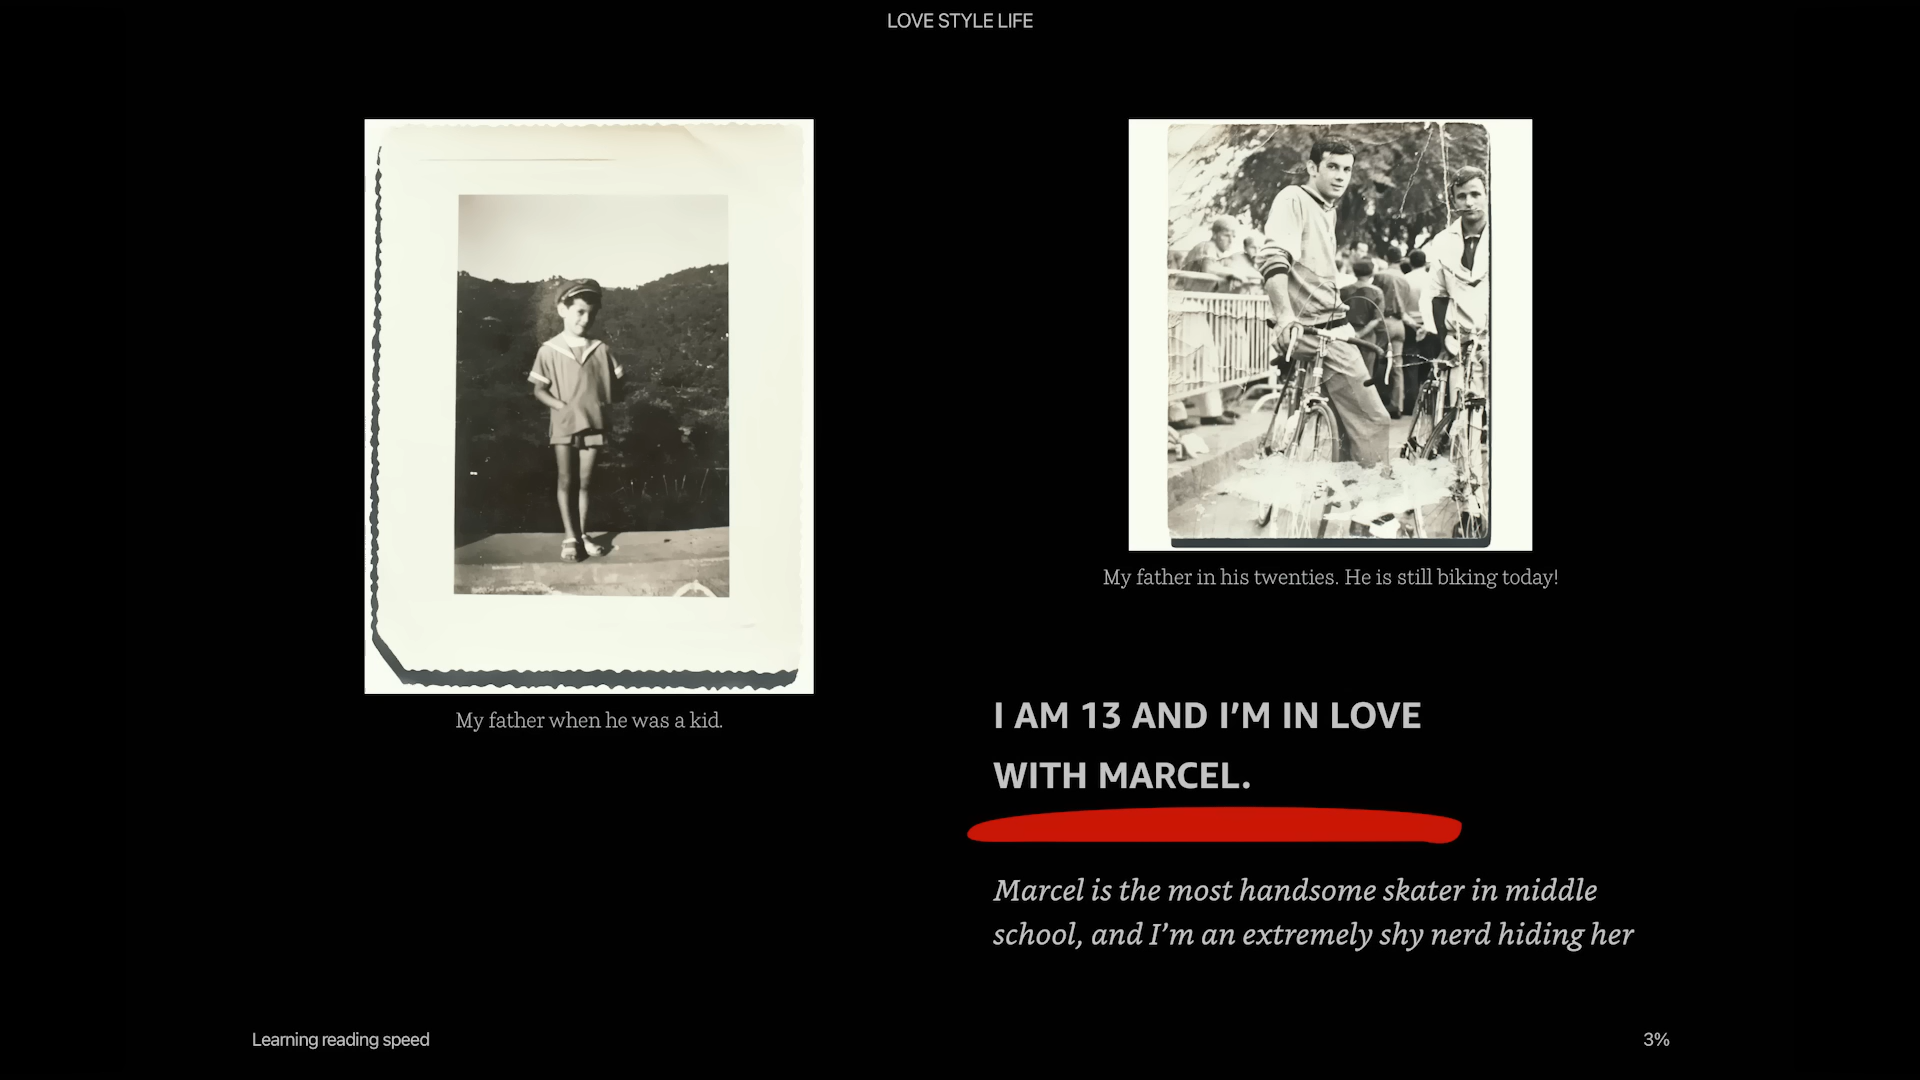 LOVE STYLE LIFE
My father when he was a kid.
My father in his twenties. He is still biking today!
I AM 13 AND I’M IN LOVE
WITH MARCEL.
Marcel is the most handsome skater in middle
school, and I’m an extremely shy nerd hiding her
Learning reading speed
3%